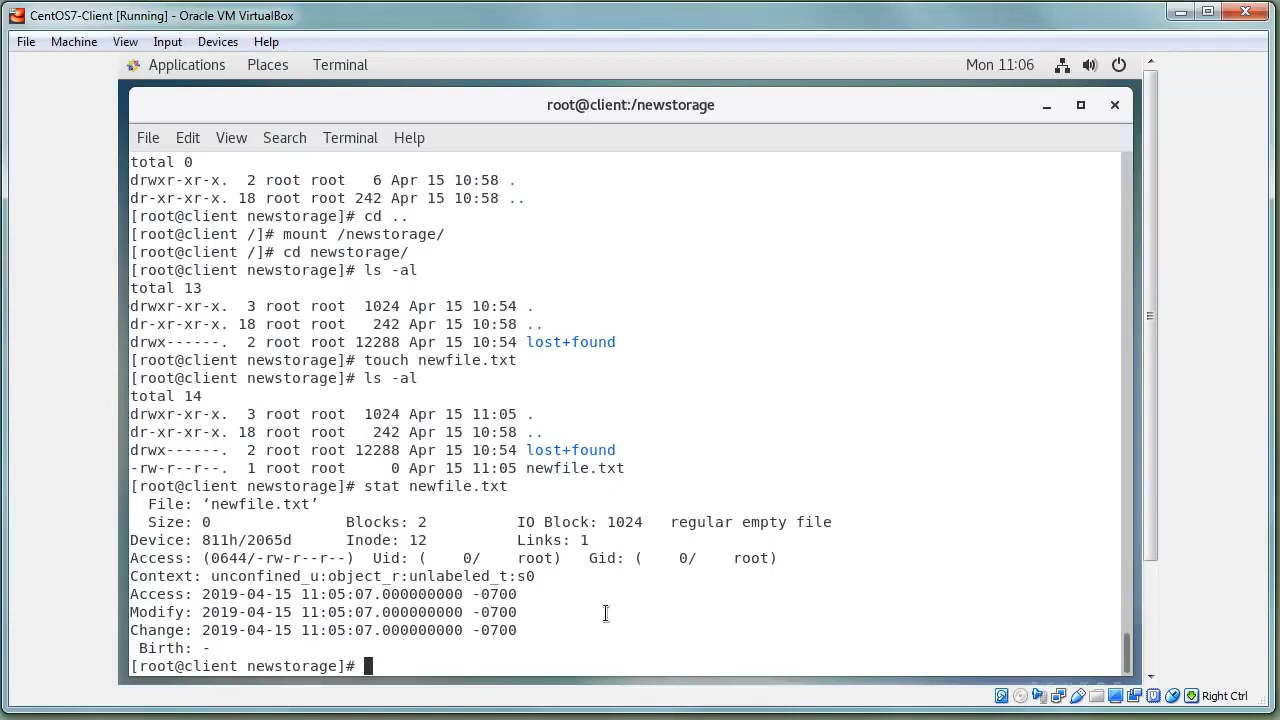 CentOS7-Client [Running] - Oracle VM VirtualBox
File Machine View Input Devices Help
Applications Places Terminal Mon 11:06
root@client:/newstorage
File Edit View Search Terminal Help
total 0
drwxr-xr-x.  2 root root   6 Apr 15 10:58 .
dr-xr-xr-x. 18 root root 242 Apr 15 10:58 ..
[root@client newstorage]# cd ..
[root@client /]# mount /newstorage/
[root@client /]# cd newstorage/
[root@client newstorage]# ls -al
total 13
drwxr-xr-x.  3 root root  1024 Apr 15 10:54 .
dr-xr-xr-x. 18 root root   242 Apr 15 10:58 ..
drwx------.  2 root root 12288 Apr 15 10:54 lost+found
[root@client newstorage]# touch newfile.txt
[root@client newstorage]# ls -al
total 14
drwxr-xr-x.  3 root root  1024 Apr 15 11:05 .
dr-xr-xr-x. 18 root root   242 Apr 15 10:58 ..
drwx------.  2 root root 12288 Apr 15 10:54 lost+found
-rw-r--r--.  1 root root     0 Apr 15 11:05 newfile.txt
[root@client newstorage]# stat newfile.txt
  File: ‘newfile.txt’
  Size: 0               Blocks: 2          IO Block: 1024   regular empty file
Device: 811h/2065d      Inode: 12          Links: 1
Access: (0644/-rw-r--r--)  Uid: (    0/    root)   Gid: (    0/    root)
Context: unconfined_u:object_r:unlabeled_t:s0
Access: 2019-04-15 11:05:07.000000000 -0700
Modify: 2019-04-15 11:05:07.000000000 -0700
Change: 2019-04-15 11:05:07.000000000 -0700
 Birth: -
[root@client newstorage]#
Right Ctrl